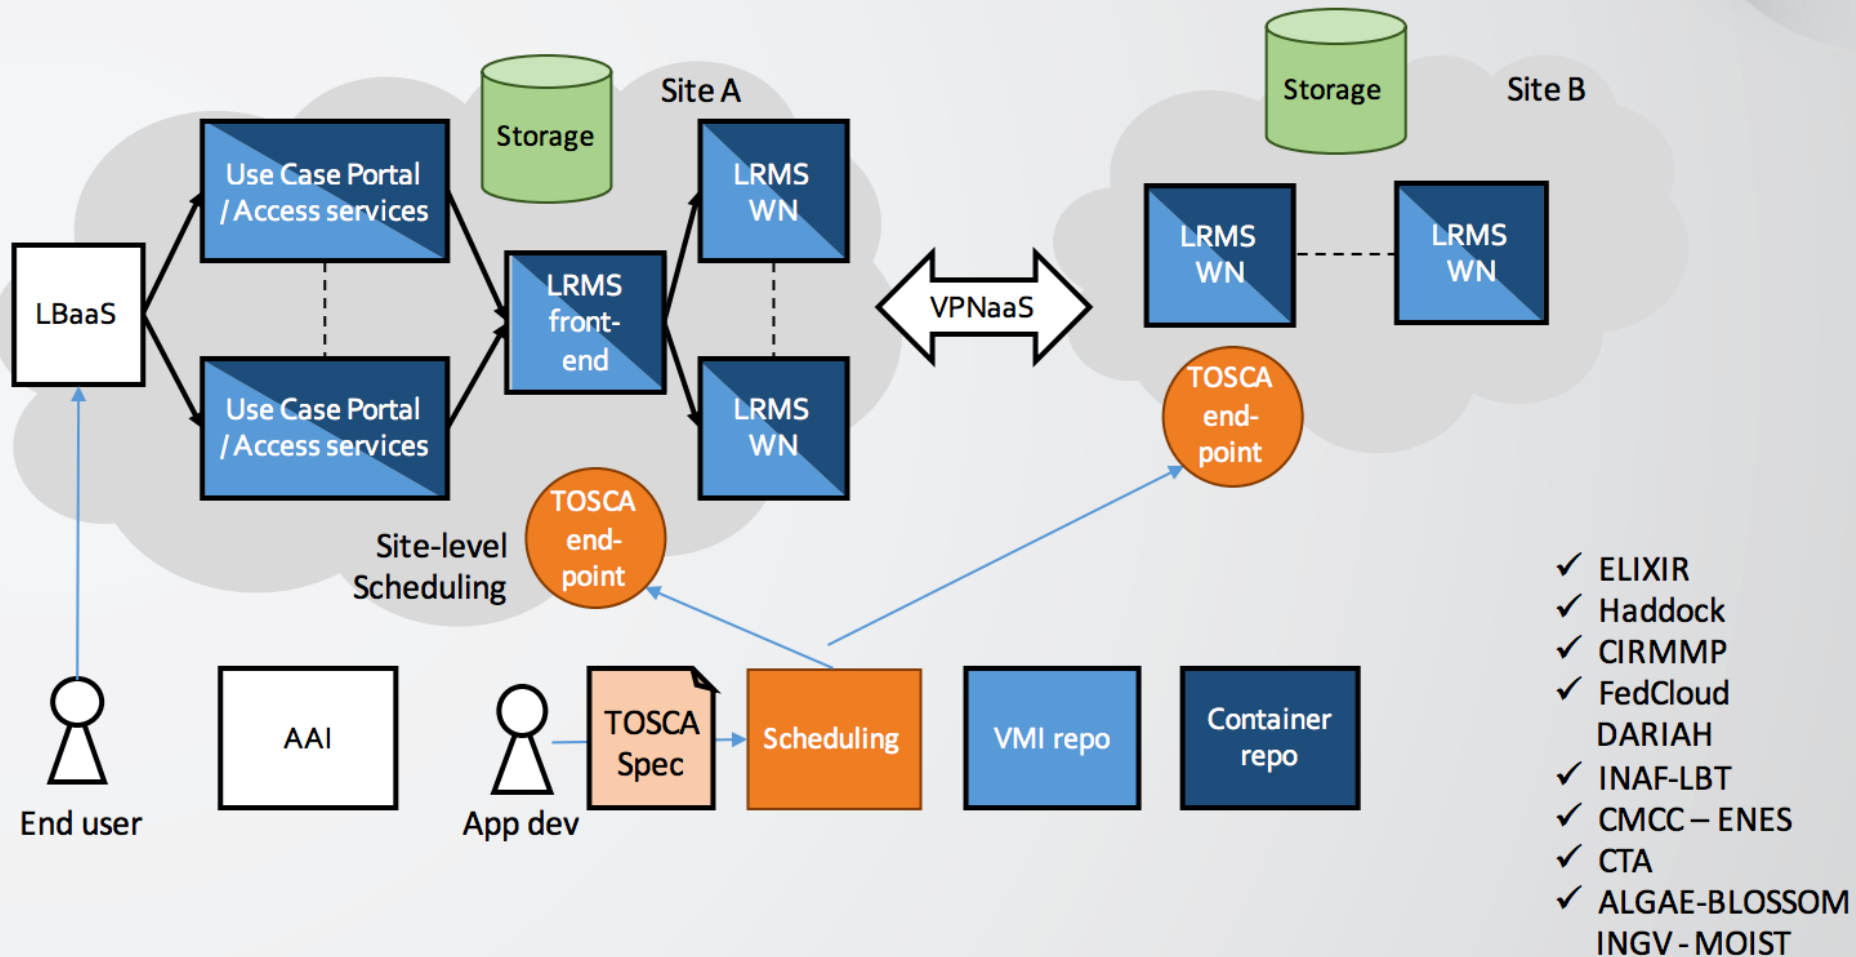 Storage
Site A
Use Case Portal
/ Access services
LRMS
WN
LBaaS
LRMS
front-
end
Use Case Portal
/ Access services
LRMS
WN
TOSCA
end-
point
Site-level
Scheduling
VPNaaS
Storage
Site B
LRMS
WN
LRMS
WN
TOSCA
end-
point
End user
AAI
App dev
TOSCA
Spec
Scheduling
VMI repo
Container
repo
✓ ELIXIR
✓ Haddock
✓ CIRMMP
✓ FedCloud
DARIAH
✓ INAF-LBT
✓ CMCC – ENES
✓ CTA
✓ ALGAE-BLOSSOM
INGV - MOIST